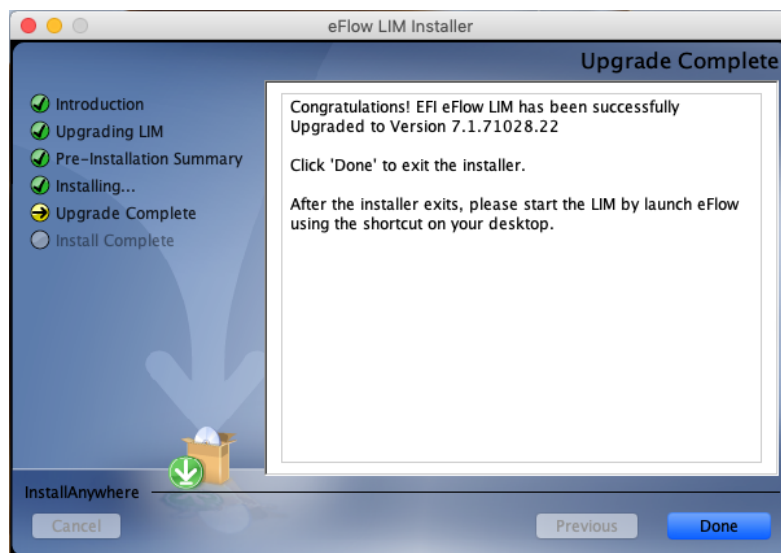 eFlow LIM Installer
Upgrade Complete
Introduction
Upgrading LIM
Pre-Installation Summary
Installing...
Upgrade Complete
Install Complete
Congratulations! EFI eFlow LIM has been successfully
Upgraded to Version 7.1.71028.22
Click 'Done' to exit the installer.
After the installer exits, please start the LIM by launch eFlow
using the shortcut on your desktop.
InstallAnywhere
Cancel
Previous
Done